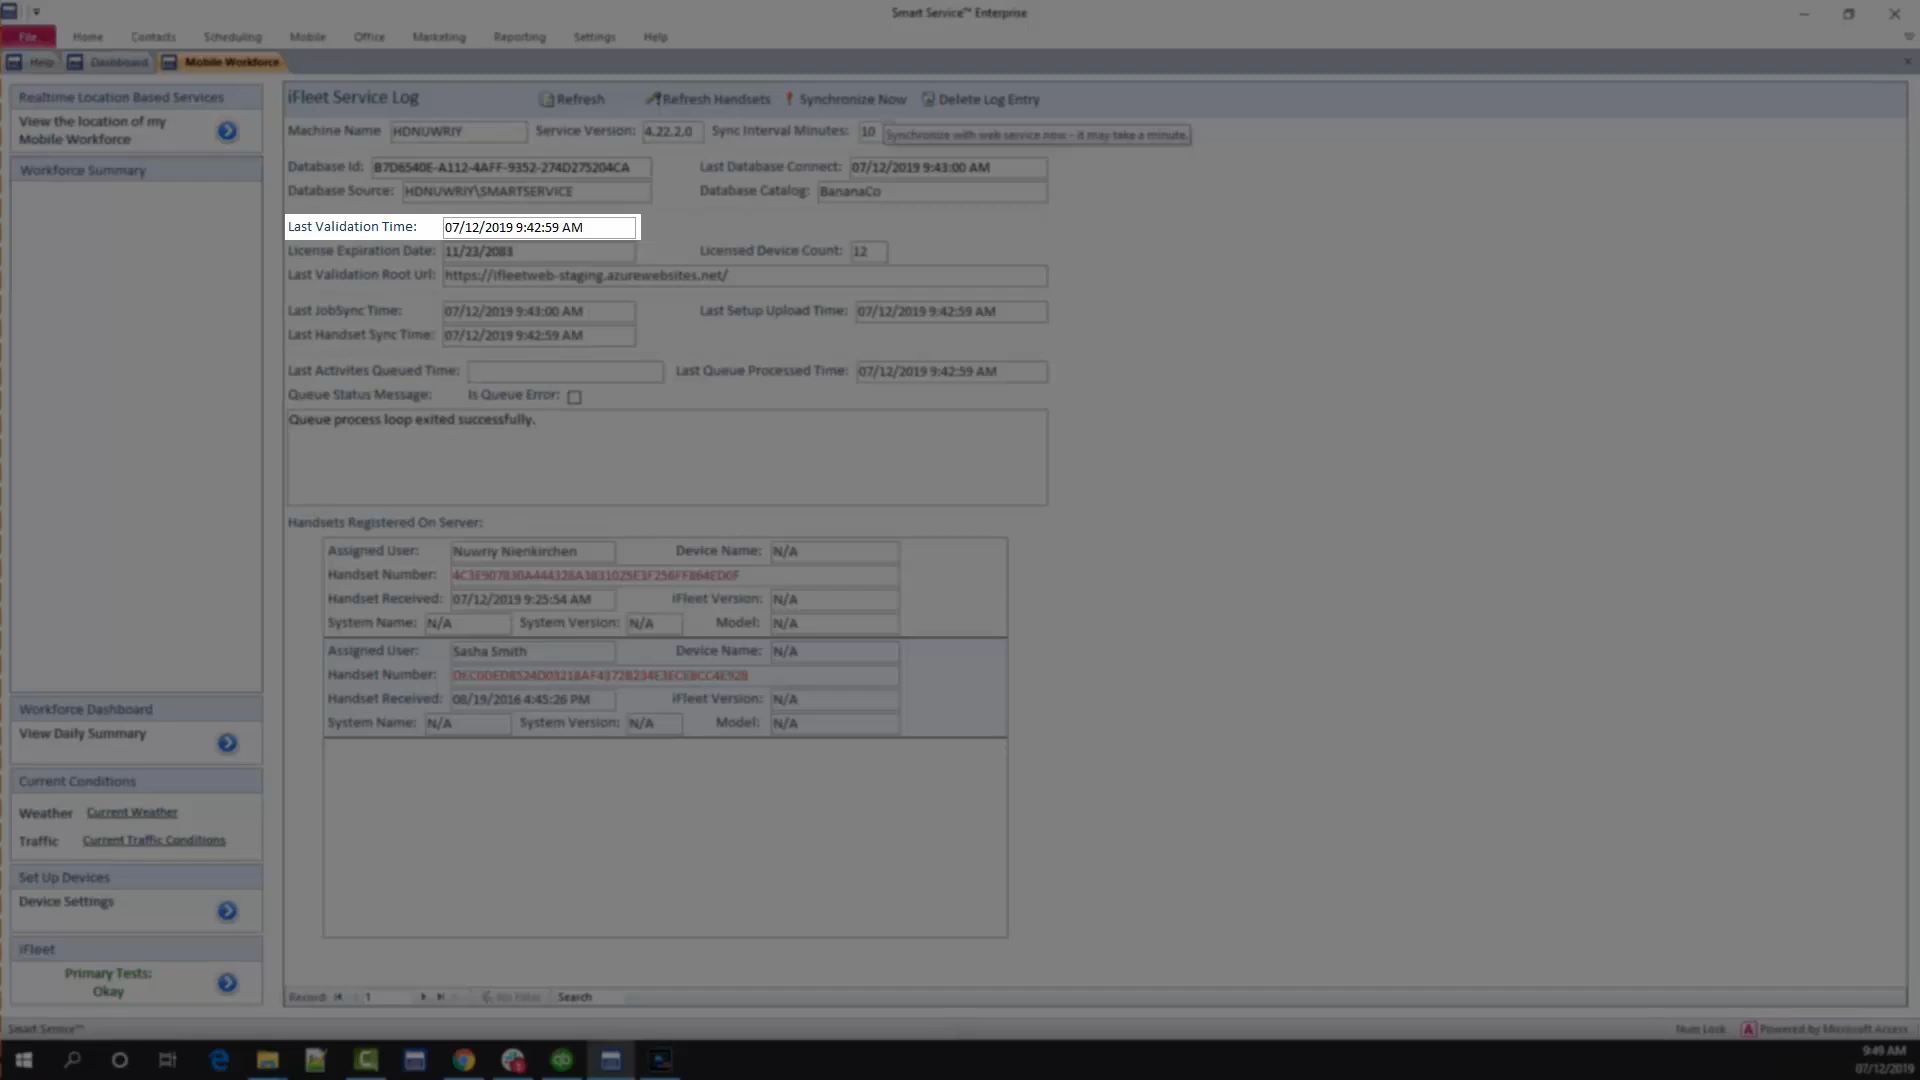 Smart Service™ Enterprise
File Home Contacts Scheduling Mobile Office Marketing Reporting Settings Help
Help Dashboard Mobile Workforce
Realtime Location Based Services
View the location of my
Mobile Workforce
Workforce Summary
Workforce Dashboard
View Daily Summary
Current Conditions
Weather Current Weather
Traffic Current Traffic Conditions
Set Up Devices
Device Settings
iFleet
Primary Tests:
Okay
iFleet Service Log Refresh Refresh Handsets Synchronize Now Delete Log Entry
Machine Name HDNUWRIY Service Version: 4.22.2.0 Sync Interval Minutes: 10
Synchronize with web service now - it may take a minute.
Database Id: B7D6540E-A112-4AFF-9352-274D275204CA Last Database Connect: 07/12/2019 9:43:00 AM
Database Source: HDNUWRIY\SMARTSERVICE Database Catalog: BananaCo
Last Validation Time: 07/12/2019 9:42:59 AM
License Expiration Date: 11/23/2083 Licensed Device Count: 12
Last Validation Root Url: https://ifleetweb-staging.azurewebsites.net/
Last JobSync Time: 07/12/2019 9:43:00 AM Last Setup Upload Time: 07/12/2019 9:42:59 AM
Last Handset Sync Time: 07/12/2019 9:42:59 AM
Last Activites Queued Time: Last Queue Processed Time: 07/12/2019 9:42:59 AM
Queue Status Message: Is Queue Error:
Queue process loop exited successfully.
Handsets Registered On Server:
Assigned User: Nuwriy Nienkirchen Device Name: N/A
Handset Number:
Handset Received: 07/12/2019 9:25:54 AM iFleet Version: N/A
System Name: N/A System Version: N/A Model: N/A
Assigned User: Sasha Smith Device Name: N/A
Handset Number:
Handset Received: 08/19/2016 4:45:26 PM iFleet Version: N/A
System Name: N/A System Version: N/A Model: N/A
Record: 1 No Filter Search
Smart Service™ Num Lock Powered by Microsoft Access
9:49 AM
07/12/2019